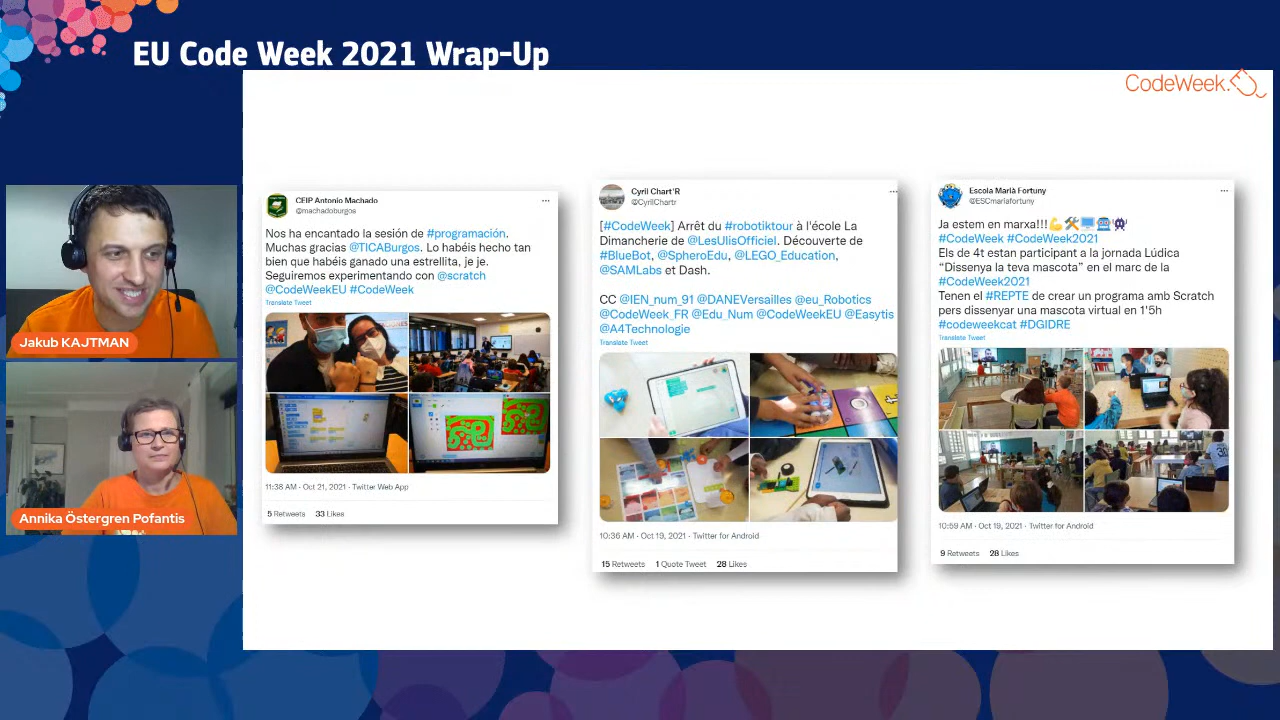 EU Code Week 2021 Wrap-Up
CodeWeek.
Jakub KAJTMAN
Annika Östergren Pofantis
CEIP Antonio Machado
@machadoburgos
Nos ha encantado la sesión de #programación.
Muchas gracias @TICABurgos. Lo habéis hecho tan
bien que habéis ganado una estrellita, je je.
Seguiremos experimentando con @scratch
@CodeWeekEU #CodeWeek
Translate Tweet
11:38 AM · Oct 21, 2021 · Twitter Web App
5 Retweets 33 Likes
Cyril Chart'R
@CyrilChartr
[#CodeWeek] Arrêt du #robotiktour à l'école La
Dimancherie de @LesUlisOfficiel. Découverte de
#BlueBot, @SpheroEdu, @LEGO_Education,
@SAMLabs et Dash.
CC @IEN_num_91 @DANEVersailles @eu_Robotics
@CodeWeek_FR @Edu_Num @CodeWeekEU @Easytis
@A4Technologie
Translate Tweet
10:36 AM · Oct 19, 2021 · Twitter for Android
15 Retweets 1 Quote Tweet 28 Likes
Escola Marià Fortuny
@ESCmariafortuny
Ja estem en marxa!!!💪🛠️🖥️🤖👾
#CodeWeek #CodeWeek2021
Els de 4t estan participant a la jornada Lúdica
“Dissenya la teva mascota” en el marc de la
#CodeWeek2021
Tenen el #REPTE de crear un programa amb Scratch
pers dissenyar una mascota virtual en 1'5h
#codeweekcat #DGIDRE
Translate Tweet
10:59 AM · Oct 19, 2021 · Twitter for Android
9 Retweets 28 Likes